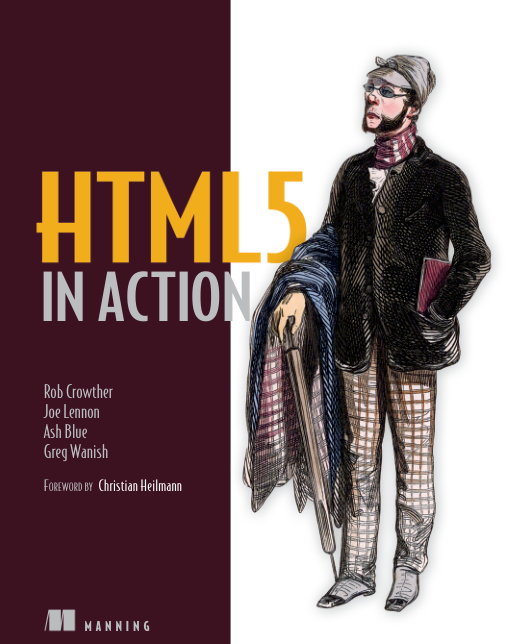 HTML5
IN ACTION
Rob Crowther
Joe Lennon
Ash Blue
Greg Wanish
FOREWORD BY Christian Heilmann
MANNING